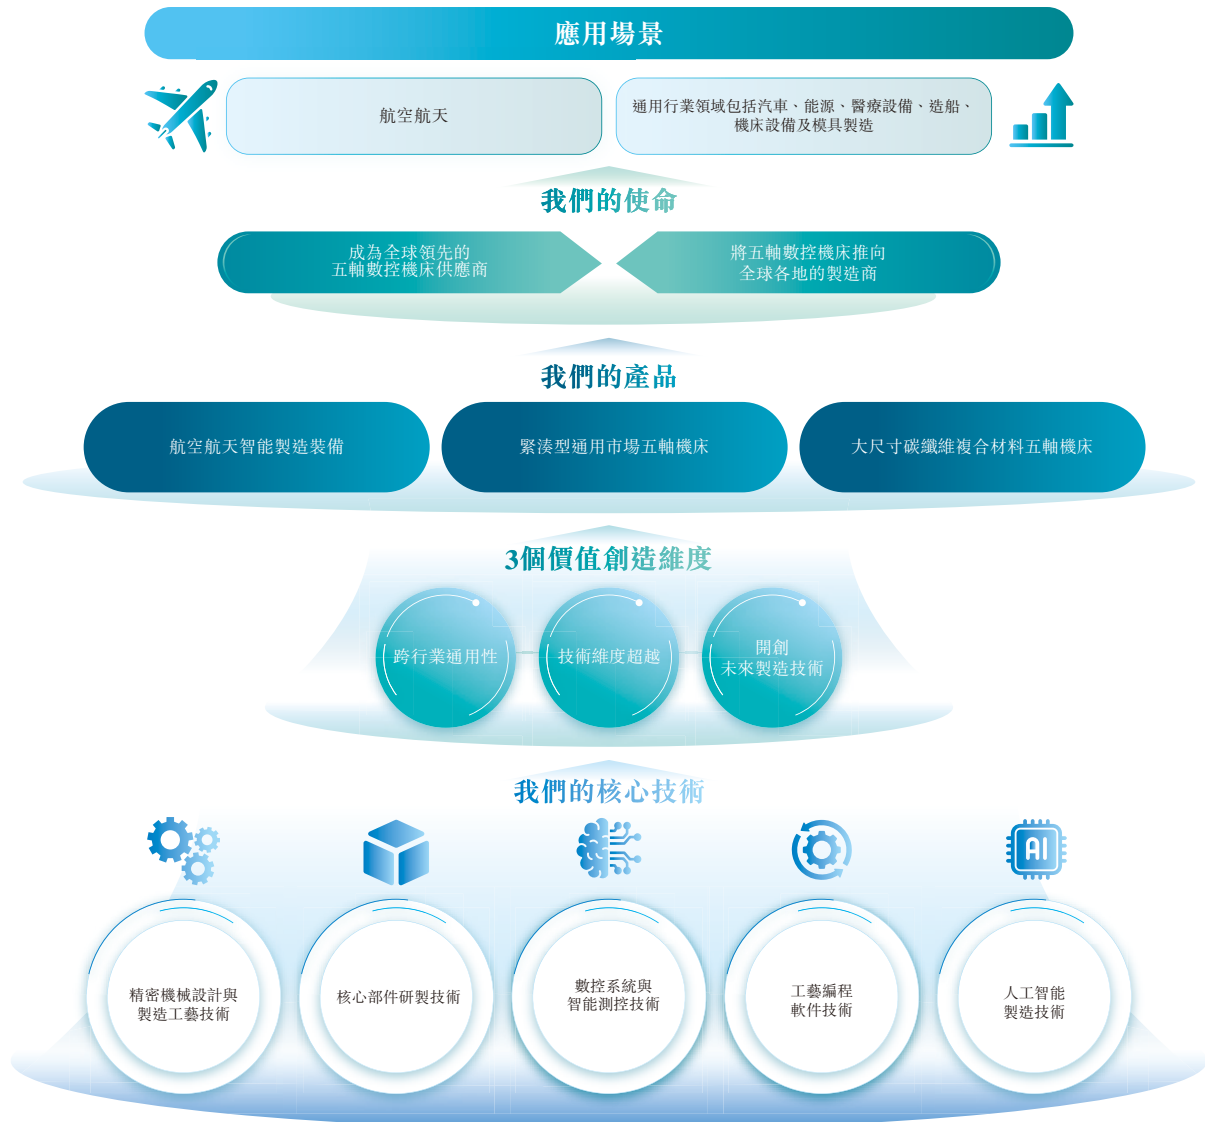 應用場景
航空航天
通用行業領域包括汽車、能源、醫療設備、造船、
機床設備及模具製造
我們的使命
成為全球領先的
五軸數控機床供應商
將五軸數控機床推向
全球各地的製造商
我們的產品
航空航天智能製造裝備
緊湊型通用市場五軸機床
大尺寸碳纖維複合材料五軸機床
3個價值創造維度
跨行業通用性
技術維度超越
開創
未來製造技術
我們的核心技術
AI
精密機械設計與
製造工藝技術
核心部件研製技術
數控系統與
智能測控技術
工藝編程
軟件技術
人工智能
製造技術